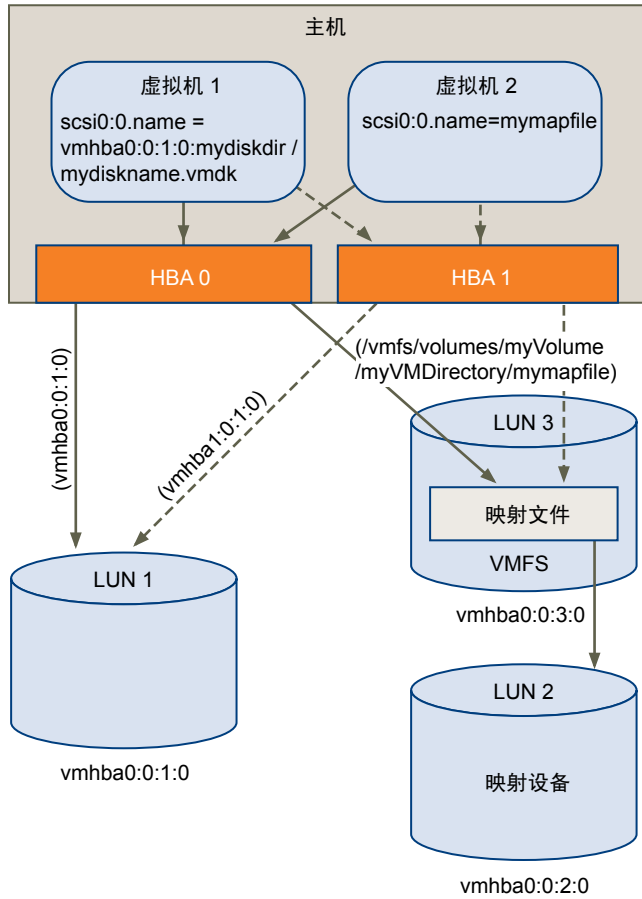 主机
虚拟机 1
scsi0:0.name =
vmhba0:0:1:0:mydiskdir /
mydiskname.vmdk
虚拟机 2
scsi0:0.name=mymapfile
HBA 0
HBA 1
(vmhba0:0:1:0)
(vmhba1:0:1:0)
(/vmfs/volumes/myVolume
/myVMDirectory/mymapfile)
LUN 3
映射文件
VMFS
vmhba0:0:3:0
LUN 1
vmhba0:0:1:0
LUN 2
映射设备
vmhba0:0:2:0